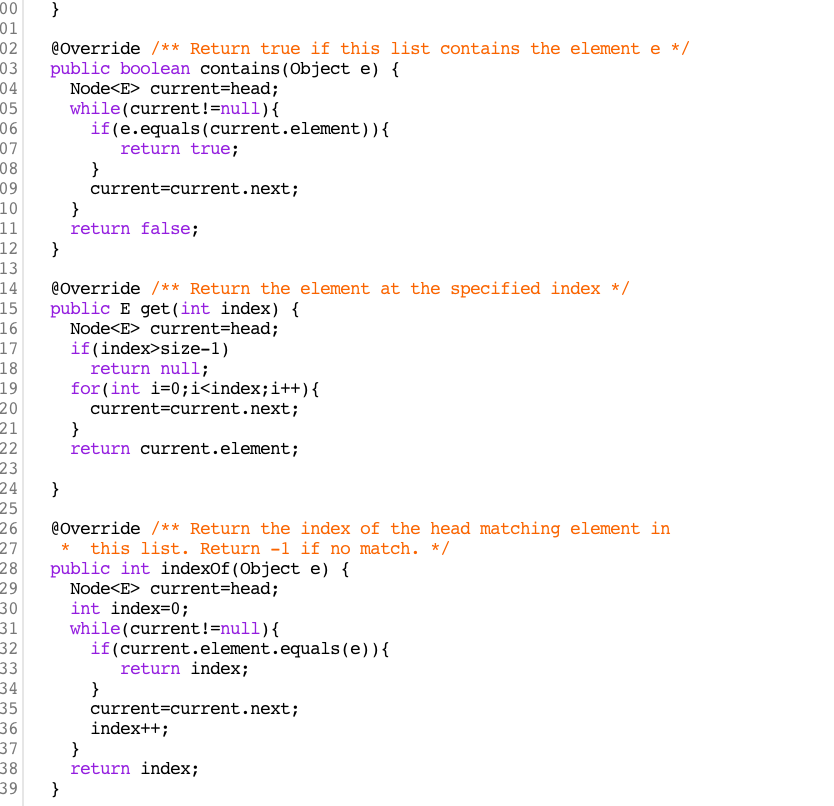 00   }
01
02   @Override /** Return true if this list contains the element e */
03   public boolean contains(Object e) {
04     Node<E> current=head;
05     while(current!=null){
06       if(e.equals(current.element)){
07          return true;
08       }
09       current=current.next;
10     }
11     return false;
12   }
13
14   @Override /** Return the element at the specified index */
15   public E get(int index) {
16     Node<E> current=head;
17     if(index>size-1)
18       return null;
19     for(int i=0;i<index;i++){
20       current=current.next;
21     }
22     return current.element;
23
24   }
25
26   @Override /** Return the index of the head matching element in
27    *  this list. Return -1 if no match. */
28   public int indexOf(Object e) {
29     Node<E> current=head;
30     int index=0;
31     while(current!=null){
32       if(current.element.equals(e)){
33          return index;
34       }
35       current=current.next;
36       index++;
37     }
38     return index;
39   }